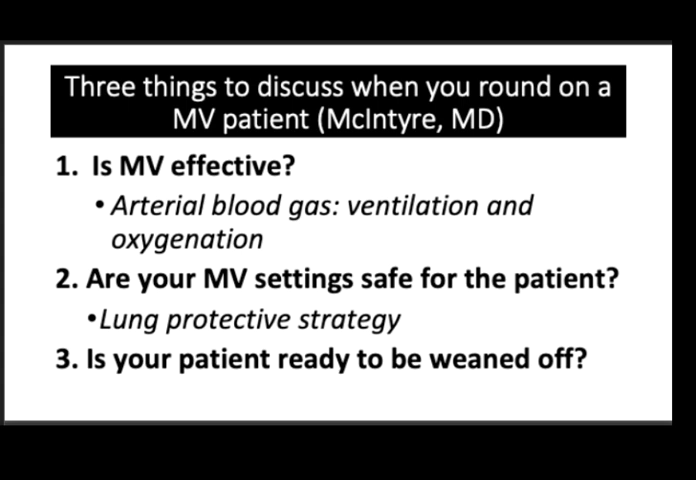 Three things to discuss when you round on a
MV patient (McIntyre, MD)
1. Is MV effective?
• Arterial blood gas: ventilation and
oxygenation
2. Are your MV settings safe for the patient?
•Lung protective strategy
3. Is your patient ready to be weaned off?